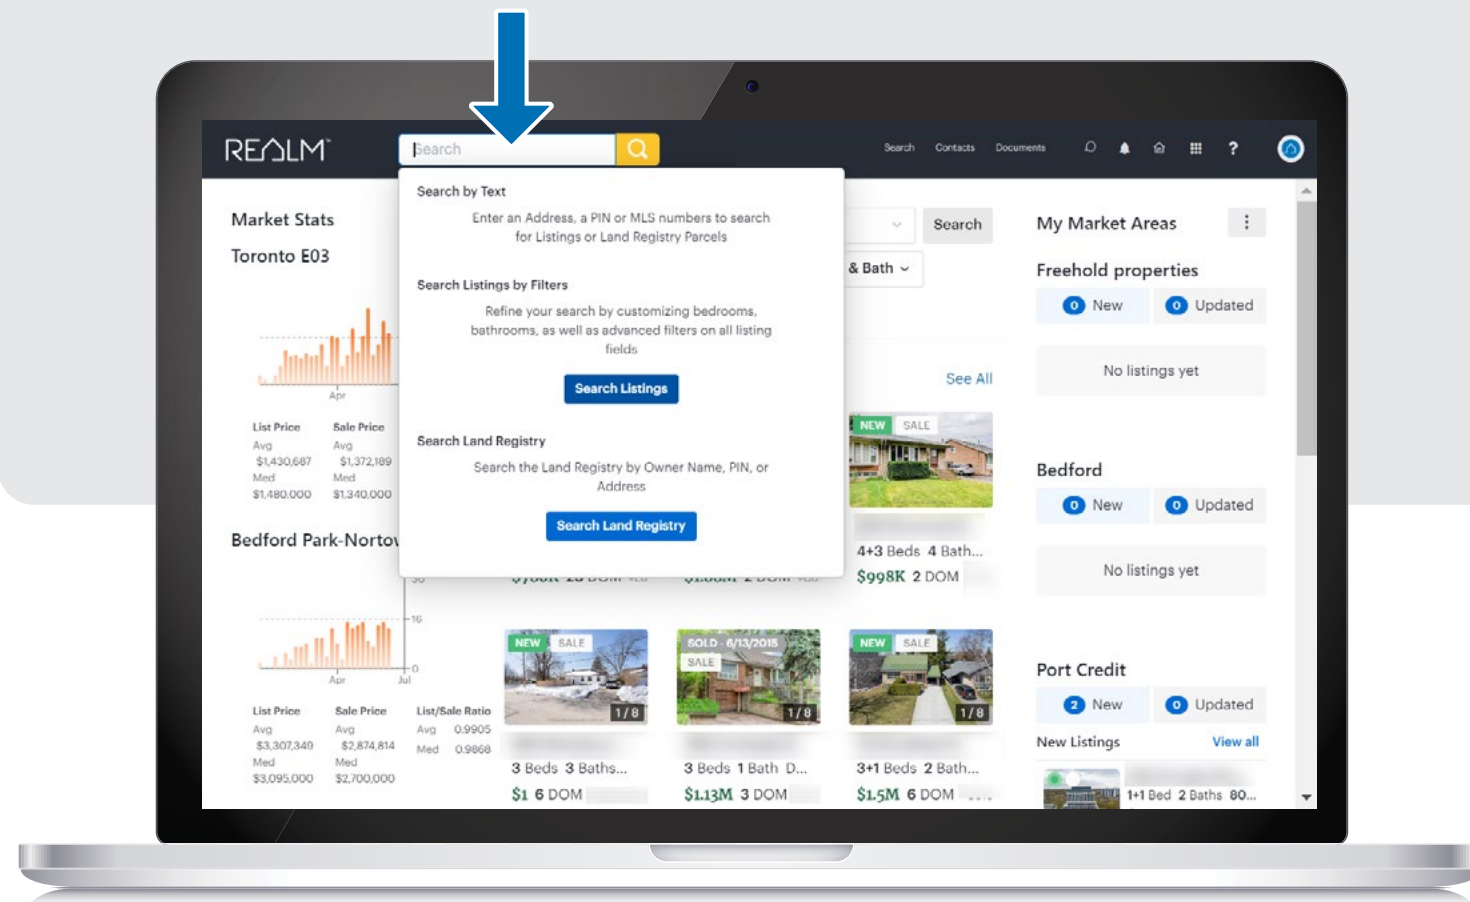 REALM
Search
Search
Contacts
Documents
?
Search by Text
Enter an Address, a PIN or MLS numbers to search
for Listings or Land Registry Parcels
Search Listings by Filters
Refine your search by customizing bedrooms,
bathrooms, as well as advanced filters on all listing
fields
Search Listings
Search Land Registry
Search the Land Registry by Owner Name, PIN, or
Address
Search Land Registry
Market Stats
Toronto E03
Apr
List Price
Sale Price
Avg
Avg
$1,430,687
$1,372,189
Med
Med
$1,480,000
$1,340,000
Bedford Park-Nortow
16
0
Apr
Jul
List Price
Sale Price
List/Sale Ratio
Avg
Avg
Avg 0.9905
$3,307,349
$2,874,814
Med 0.9868
Med
Med
$3,095,000
$2,700,000
Search
& Bath
See All
NEW SALE
4+3 Beds 4 Bath...
2 DOM
$998K 2 DOM
NEW SALE
1/8
3 Beds 3 Baths...
$1 6 DOM
SOLD - 6/13/2015
SALE
1/8
3 Beds 1 Bath D...
$1.13M 3 DOM
NEW SALE
1/8
3+1 Beds 2 Bath...
$1.5M 6 DOM
My Market Areas
Freehold properties
0 New
0 Updated
No listings yet
Bedford
0 New
0 Updated
No listings yet
Port Credit
2 New
0 Updated
New Listings
View all
1+1 Bed 2 Baths 80...